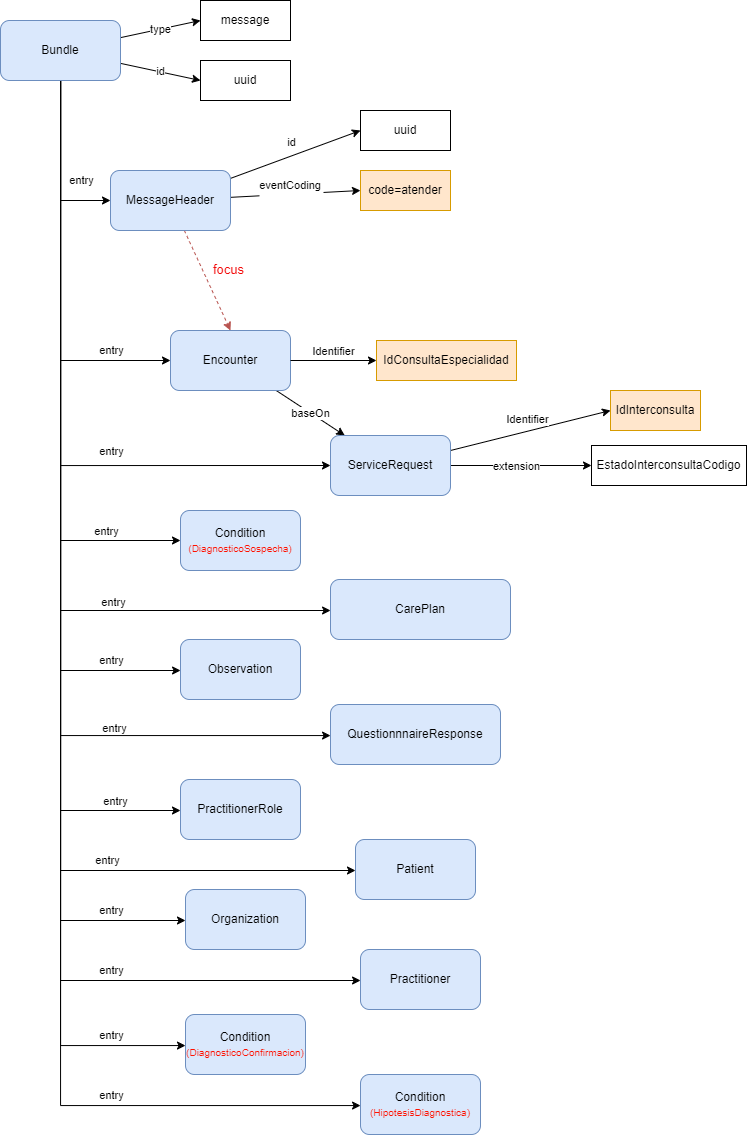 message
type
Bundle
id
uuid
id
uuid
entry
eventCoding
code=atender
MessageHeader
focus
entry
Encounter
Identifier
IdConsultaEspecialidad
baseOn
Identifier
IdInterconsulta
entry
ServiceRequest
extension
EstadoInterconsultaCodigo
entry
Condition
(DiagnosticoSospecha)
entry
CarePlan
entry
Observation
entry
QuestionnnaireResponse
entry
PractitionerRole
entry
Patient
entry
Organization
entry
Practitioner
entry
Condition
(DiagnosticoConfirmacion)
entry
Condition
(HipotesisDiagnostica)